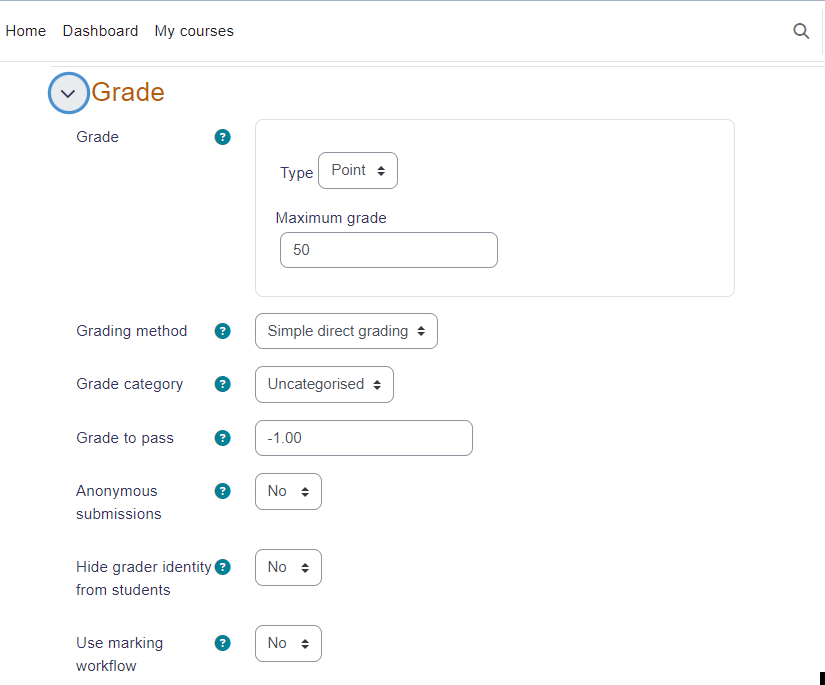 Home Dashboard My courses
Grade
Grade ?
Type Point
Maximum grade
50
Grading method ? Simple direct grading
Grade category ? Uncategorised
Grade to pass ? -1.00
Anonymous ? No
submissions
Hide grader identity ? No
from students
Use marking ? No
workflow